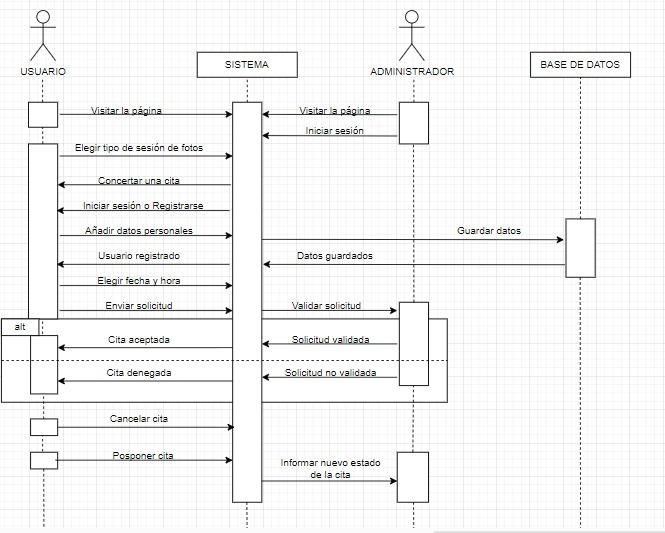 USUARIO
SISTEMA
ADMINISTRADOR
BASE DE DATOS
Visitar la página
Visitar la página
Iniciar sesión
Elegir tipo de sesión de fotos
Concertar una cita
Iniciar sesión o Registrarse
Añadir datos personales
Guardar datos
Usuario registrado
Datos guardados
Elegir fecha y hora
Enviar solicitud
Validar solicitud
alt
Cita aceptada
Solicitud validada
Cita denegada
Solicitud no validada
Cancelar cita
Posponer cita
Informar nuevo estado
de la cita